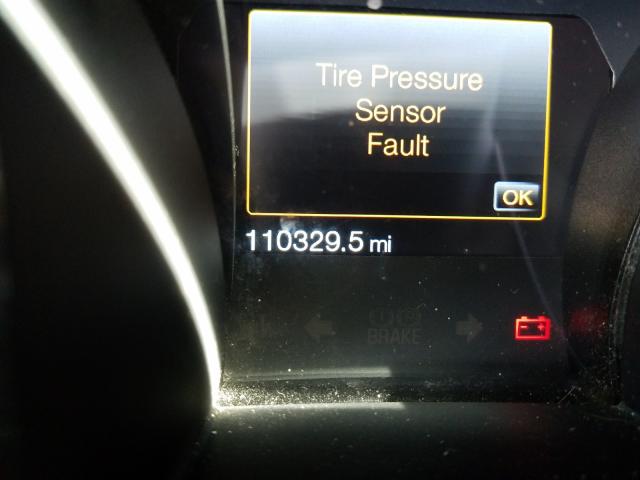 Tire Pressure
Sensor
Fault
OK
110329.5 mi
BRAKE